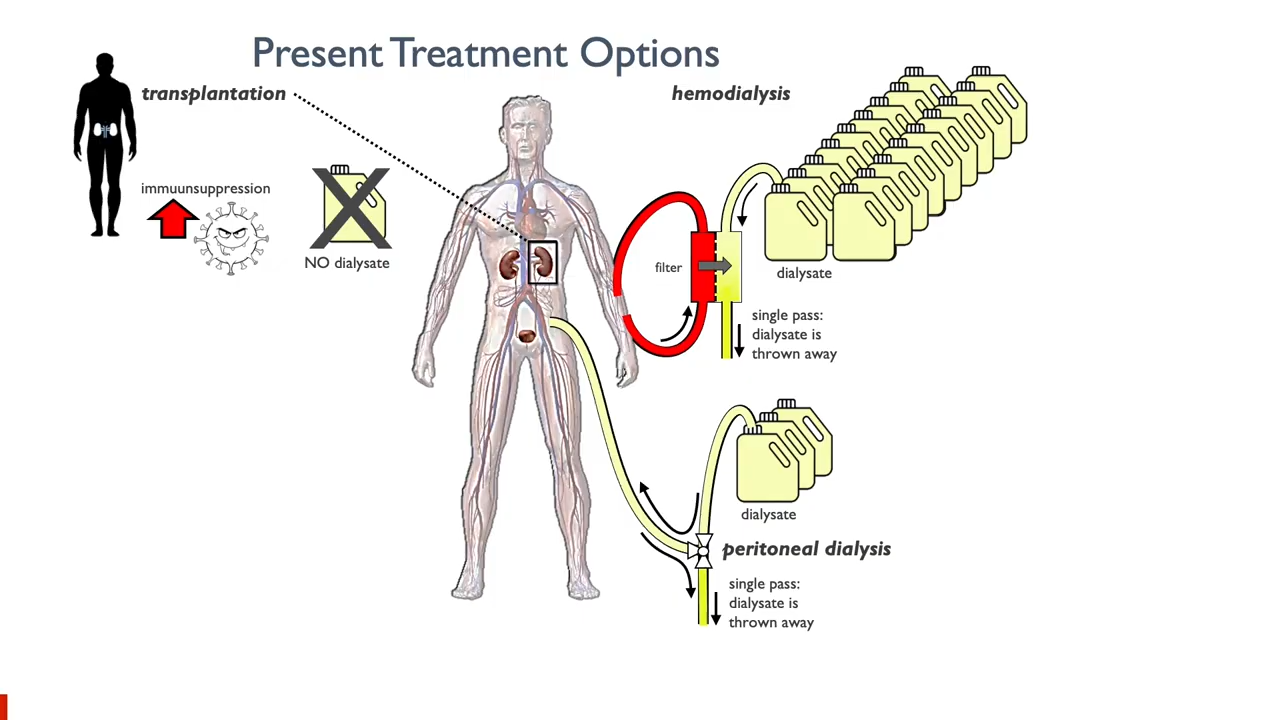 Present Treatment Options
transplantation
hemodialysis
immuunsuppression
NO dialysate
filter
dialysate
single pass:
dialysate is
thrown away
dialysate
peritoneal dialysis
single pass:
dialysate is
thrown away